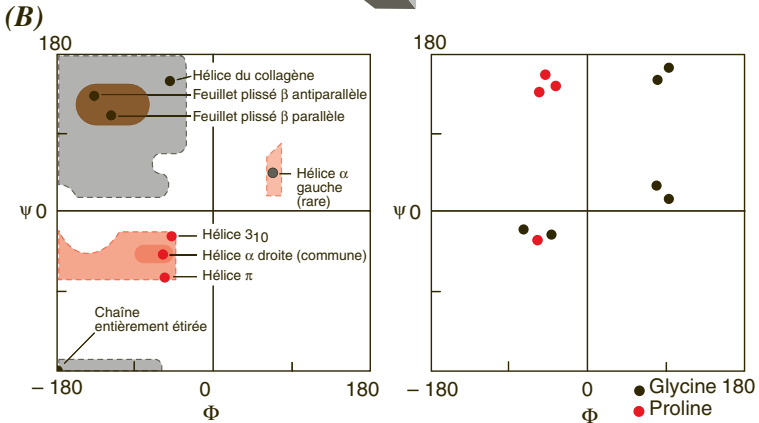 (B)
180
Hélice du collagène
Feuillet plissé β antiparallèle
Feuillet plissé β parallèle
Hélice α
gauche
(rare)
ψ 0
Hélice 3₁₀
Hélice α droite (commune)
Hélice π
Chaîne
entièrement étirée
– 180
0
180
Φ
180
ψ 0
– 180
0
180
Φ
Glycine
Proline